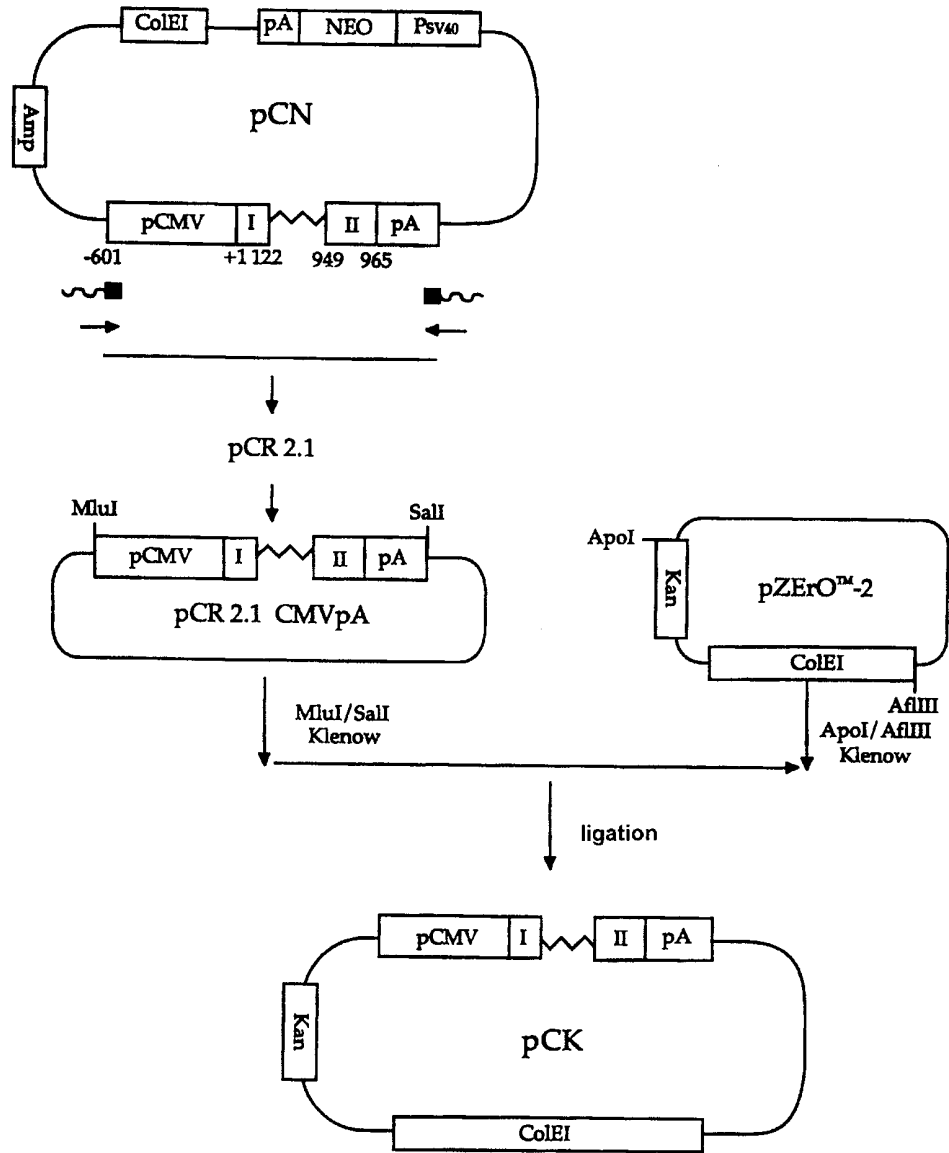 ColEI
pA NEO Psv40
Amp
pCN
pCMV I II pA
-601 +1 122 949 965
pCR 2.1
MluI SalI
pCMV I II pA
pCR 2.1 CMVpA
ApoI
Kan
pZErO™-2
ColEI
AflIII
MluI/SalI
Klenow
ApoI/AflIII
Klenow
ligation
pCMV I II pA
Kan
pCK
ColEI